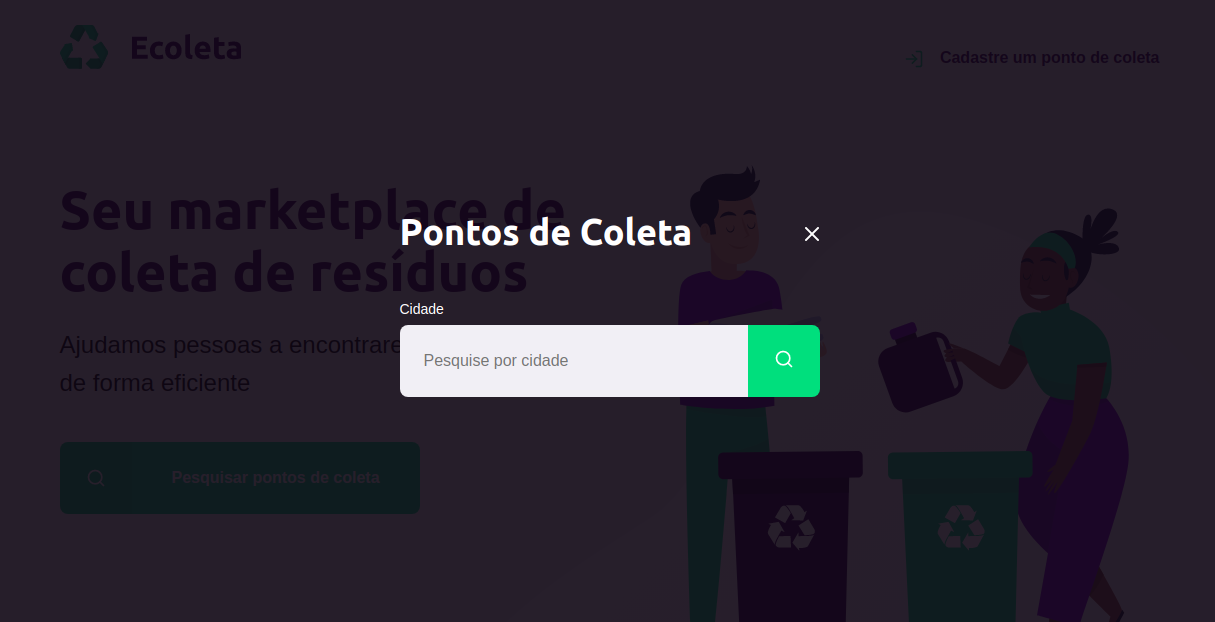 Ecoleta
Cadastre um ponto de coleta
Seu marketplace de
coleta de resíduos
Pontos de Coleta
Cidade
Pesquise por cidade
Ajudamos pessoas a
de forma eficiente
Pesquisar pontos de coleta